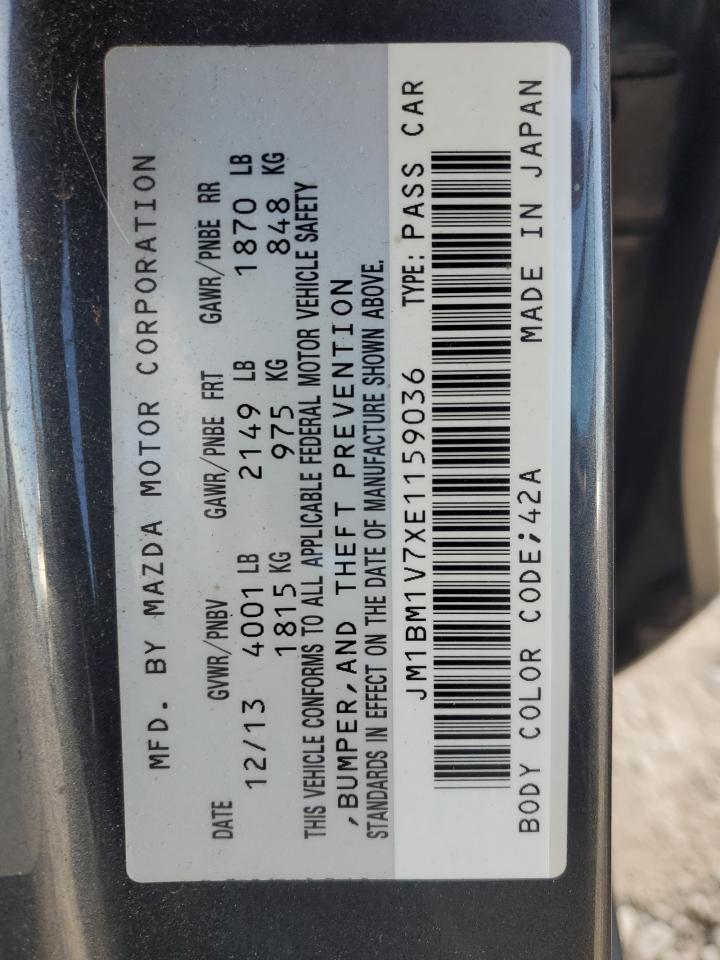 MFD. BY MAZDA MOTOR CORPORATION
DATE GVWR/PNBV GAWR/PNBE FRT GAWR/PNBE RR
12/13 4001 LB 2149 LB 1870 LB
1815 KG 975 KG 848 KG
THIS VEHICLE CONFORMS TO ALL APPLICABLE FEDERAL MOTOR VEHICLE SAFETY
,BUMPER,AND THEFT PREVENTION
STANDARDS IN EFFECT ON THE DATE OF MANUFACTURE SHOWN ABOVE.
JM1BM1V7XE1159036 TYPE: PASS CAR
BODY COLOR CODE;42A MADE IN JAPAN